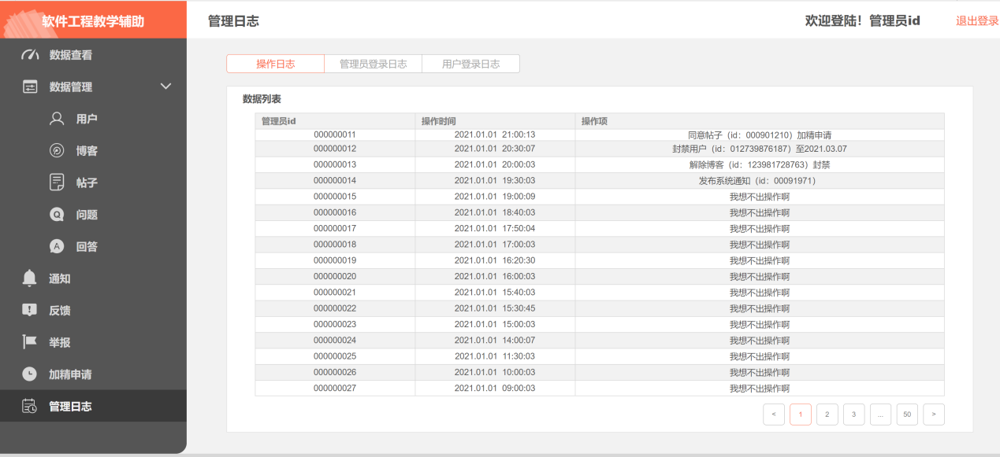 软件工程教学辅助
管理日志
欢迎登陆！管理员id
退出登录
数据查看
数据管理
用户
博客
帖子
问题
回答
通知
反馈
举报
加精申请
管理日志
操作日志 管理员登录日志 用户登录日志
数据列表
管理员id 操作时间 操作项
000000011 2021.01.01 21:00:13 同意帖子（id：000901210）加精申请
000000012 2021.01.01 20:30:07 封禁用户（id：012739876187）至2021.03.07
000000013 2021.01.01 20:00:03 解除博客（id：123981728763）封禁
000000014 2021.01.01 19:30:03 发布系统通知（id：00091971）
000000015 2021.01.01 19:00:09 我想不出操作啊
000000016 2021.01.01 18:40:03 我想不出操作啊
000000017 2021.01.01 17:50:04 我想不出操作啊
000000018 2021.01.01 17:00:03 我想不出操作啊
000000019 2021.01.01 16:20:30 我想不出操作啊
000000020 2021.01.01 16:00:03 我想不出操作啊
000000021 2021.01.01 15:40:03 我想不出操作啊
000000022 2021.01.01 15:30:45 我想不出操作啊
000000023 2021.01.01 15:00:03 我想不出操作啊
000000024 2021.01.01 14:00:07 我想不出操作啊
000000025 2021.01.01 11:30:03 我想不出操作啊
000000026 2021.01.01 10:00:03 我想不出操作啊
000000027 2021.01.01 09:00:03 我想不出操作啊
< 1 2 3 ... 50 >